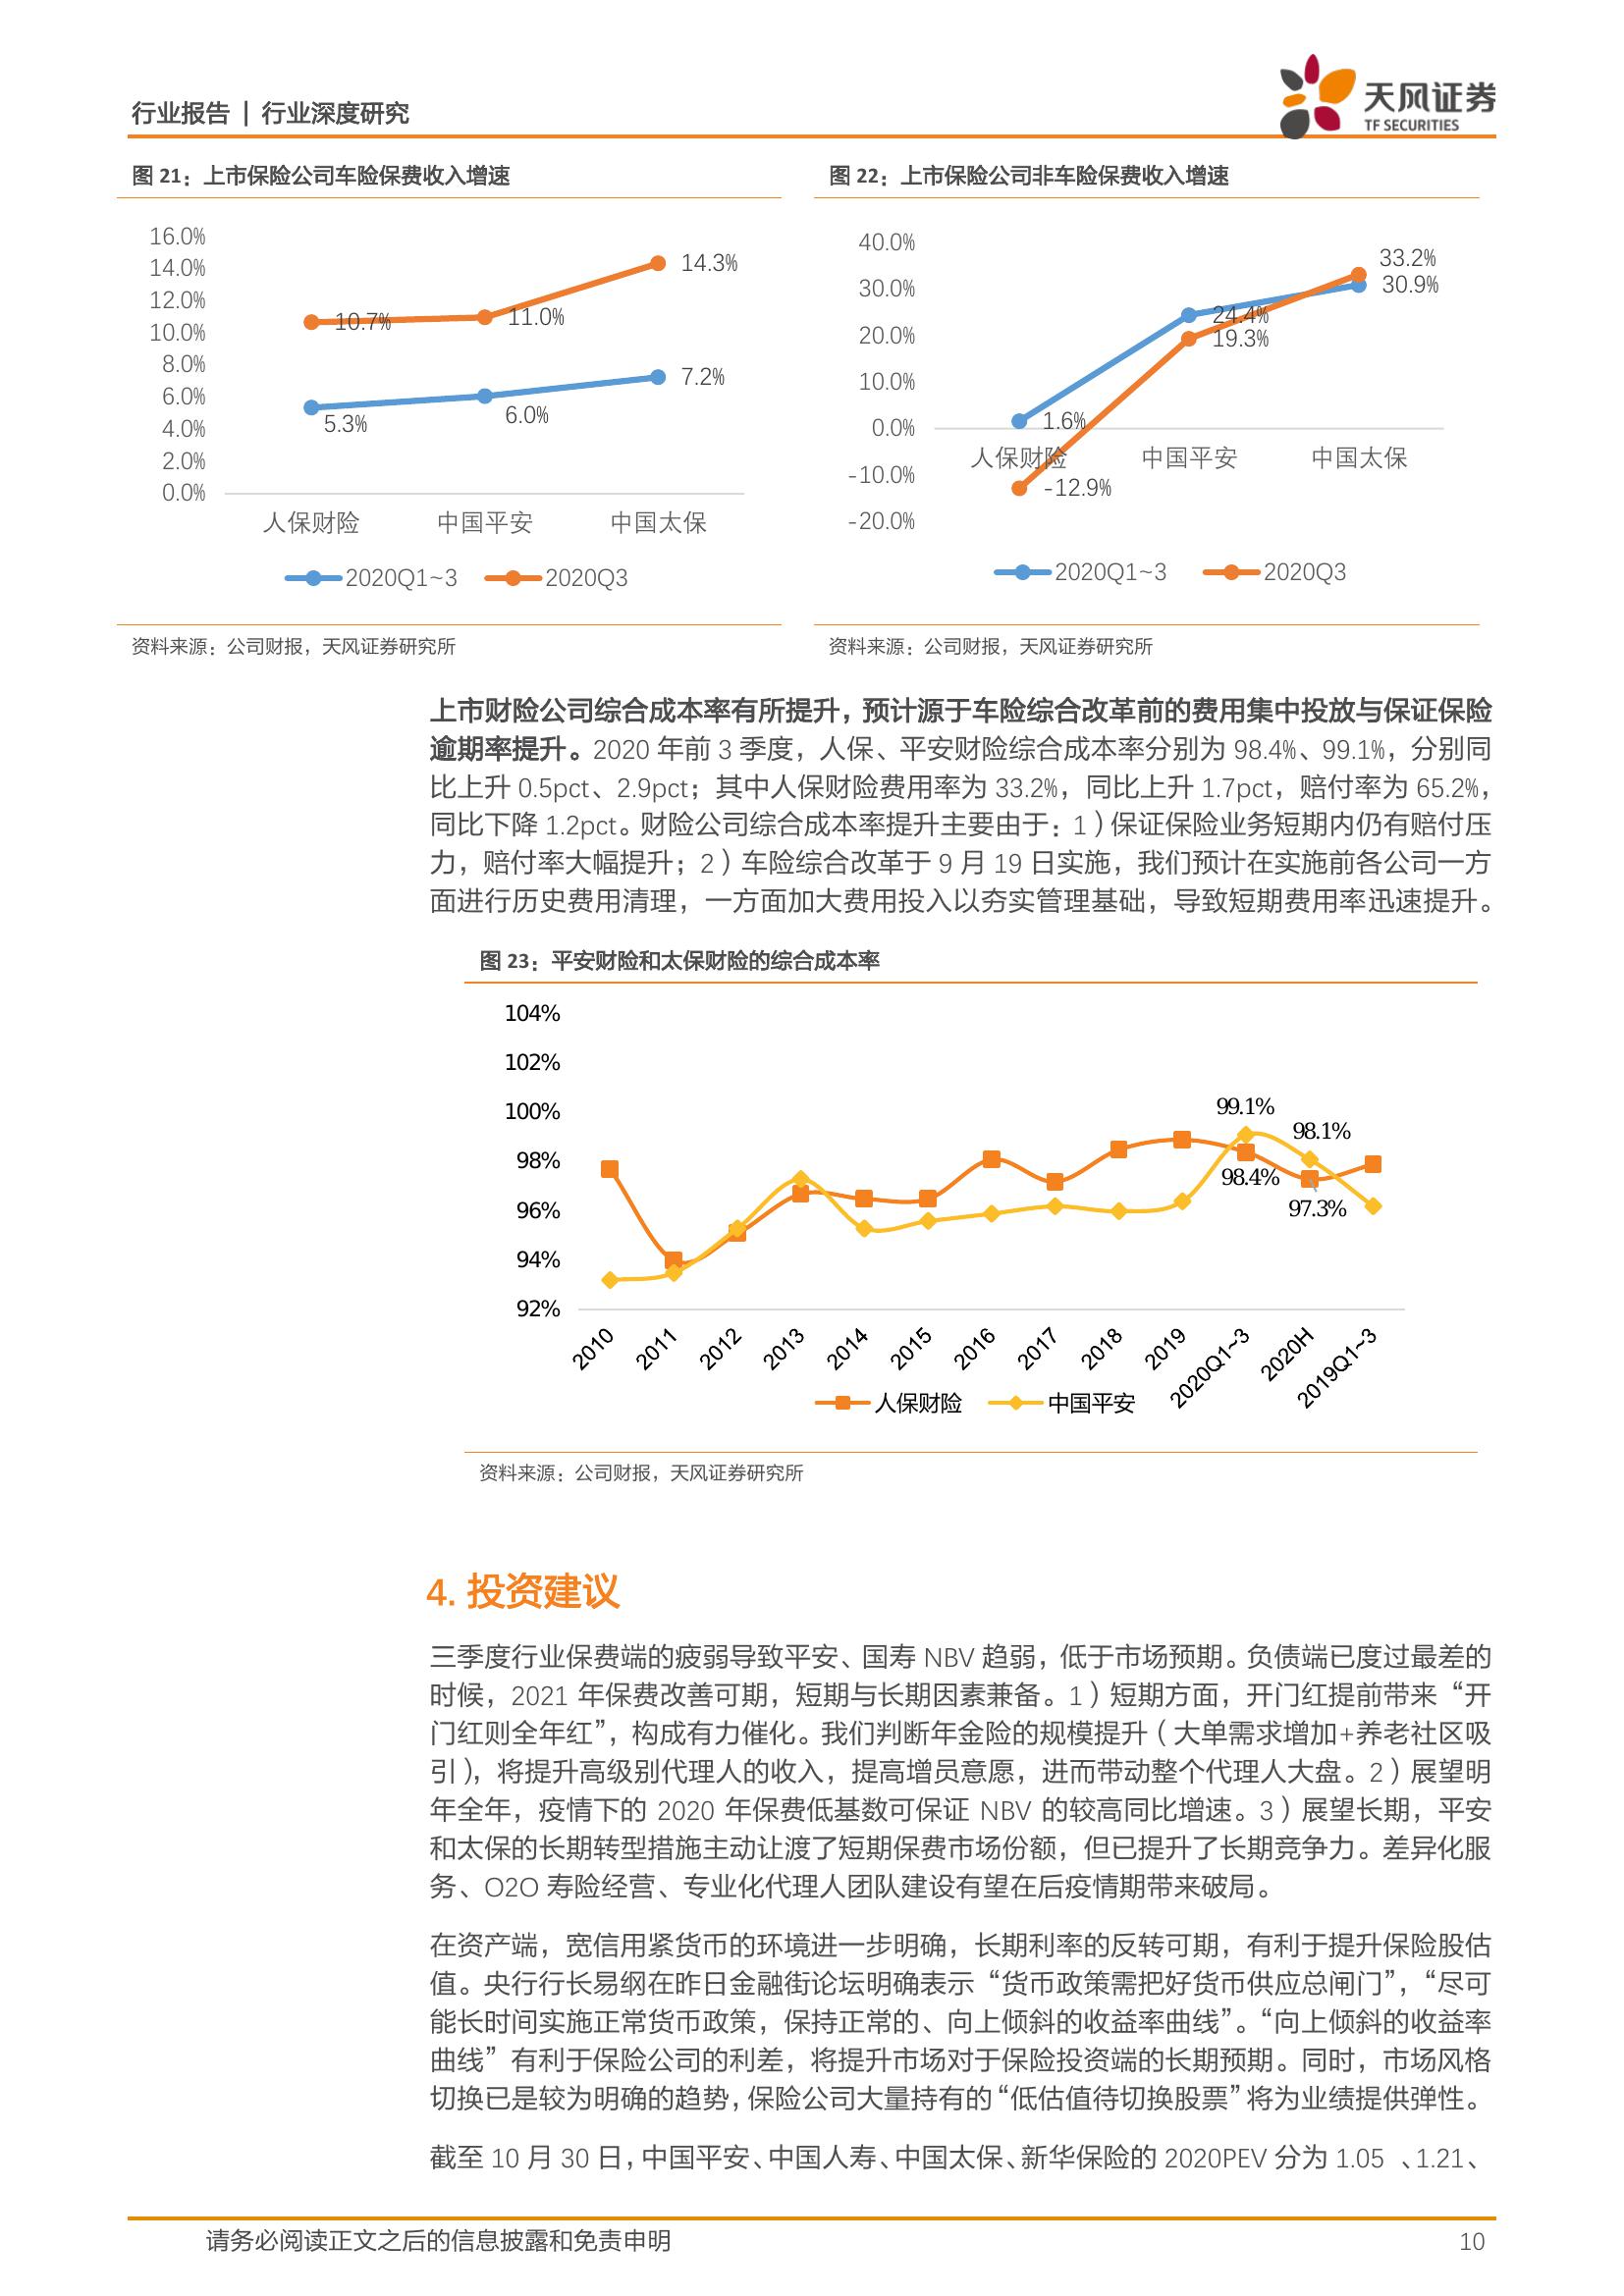 行业报告 | 行业深度研究
天风证券
TF SECURITIES
图 21：上市保险公司车险保费收入增速
16.0%
14.0%
12.0%
10.0%
8.0%
6.0%
4.0%
2.0%
0.0%
10.7%
11.0%
14.3%
5.3%
6.0%
7.2%
人保财险 中国平安 中国太保
2020Q1~3 2020Q3
资料来源：公司财报，天风证券研究所
图 22：上市保险公司非车险保费收入增速
40.0%
30.0%
20.0%
10.0%
0.0%
-10.0%
-20.0%
33.2%
30.9%
24.4%
19.3%
1.6%
-12.9%
人保财险 中国平安 中国太保
2020Q1~3 2020Q3
资料来源：公司财报，天风证券研究所
上市财险公司综合成本率有所提升，预计源于车险综合改革前的费用集中投放与保证保险
逾期率提升。2020 年前 3 季度，人保、平安财险综合成本率分别为 98.4%、99.1%，分别同
比上升 0.5pct、2.9pct；其中人保财险费用率为 33.2%，同比上升 1.7pct，赔付率为 65.2%，
同比下降 1.2pct。财险公司综合成本率提升主要由于：1）保证保险业务短期内仍有赔付压
力，赔付率大幅提升；2）车险综合改革于 9 月 19 日实施，我们预计在实施前各公司一方
面进行历史费用清理，一方面加大费用投入以夯实管理基础，导致短期费用率迅速提升。
图 23：平安财险和太保财险的综合成本率
104%
102%
100%
98%
96%
94%
92%
99.1%
98.1%
98.4%
97.3%
2010 2011 2012 2013 2014 2015 2016 2017 2018 2019 2020Q1~3 2020H 2019Q1~3
人保财险 中国平安
资料来源：公司财报，天风证券研究所
4. 投资建议
三季度行业保费端的疲弱导致平安、国寿 NBV 趋弱，低于市场预期。负债端已度过最差的
时候，2021 年保费改善可期，短期与长期因素兼备。1）短期方面，开门红提前带来“开
门红则全年红”，构成有力催化。我们判断年金险的规模提升（大单需求增加+养老社区吸
引），将提升高级别代理人的收入，提高增员意愿，进而带动整个代理人大盘。2）展望明
年全年，疫情下的 2020 年保费低基数可保证 NBV 的较高同比增速。3）展望长期，平安
和太保的长期转型措施主动让渡了短期保费市场份额，但已提升了长期竞争力。差异化服
务、O2O 寿险经营、专业化代理人团队建设有望在后疫情期带来破局。
在资产端，宽信用紧货币的环境进一步明确，长期利率的反转可期，有利于提升保险股估
值。央行行长易纲在昨日金融街论坛明确表示“货币政策需把好货币供应总闸门”，“尽可
能长时间实施正常货币政策，保持正常的、向上倾斜的收益率曲线”。“向上倾斜的收益率
曲线”有利于保险公司的利差，将提升市场对于保险投资端的长期预期。同时，市场风格
切换已是较为明确的趋势，保险公司大量持有的“低估值待切换股票”将为业绩提供弹性。
截至 10 月 30 日，中国平安、中国人寿、中国太保、新华保险的 2020PEV 分为 1.05 、1.21、
请务必阅读正文之后的信息披露和免责申明 10